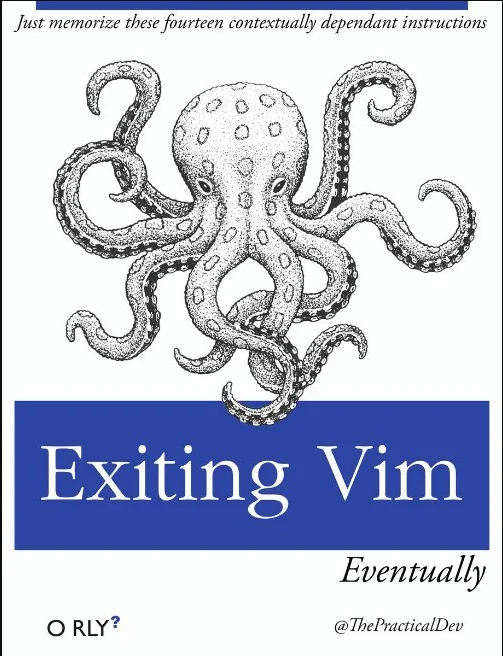 Just memorize these fourteen contextually dependant instructions
Exiting Vim
Eventually
O RLY?
@ThePracticalDev